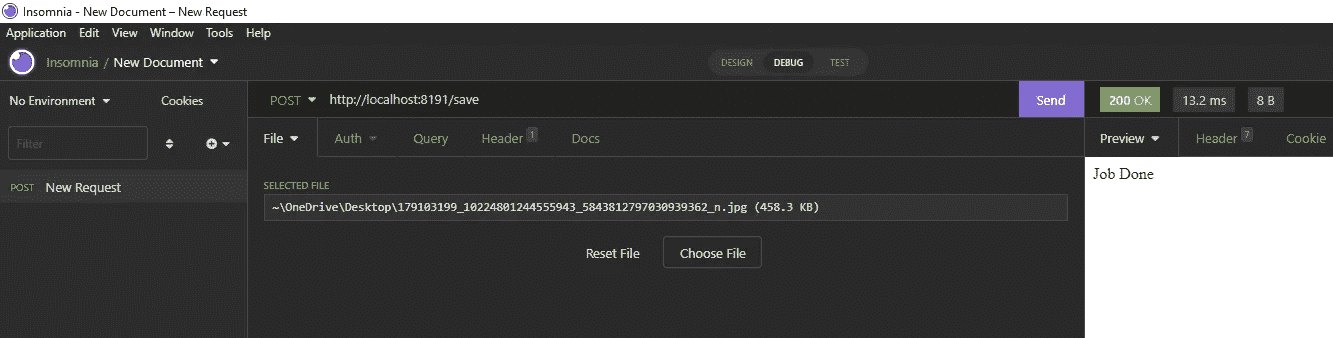 Insomnia - New Document – New Request
Application Edit View Window Tools Help
Insomnia / New Document DESIGN DEBUG TEST
No Environment Cookies POST http://localhost:8191/save Send 200 OK 13.2 ms 8 B
Filter File Auth Query Header 1 Docs Preview Header 7 Cookie
POST New Request Job Done
SELECTED FILE
~\OneDrive\Desktop\179103199_10224801244555943_5843812797030939362_n.jpg (458.3 KB)
Reset File Choose File